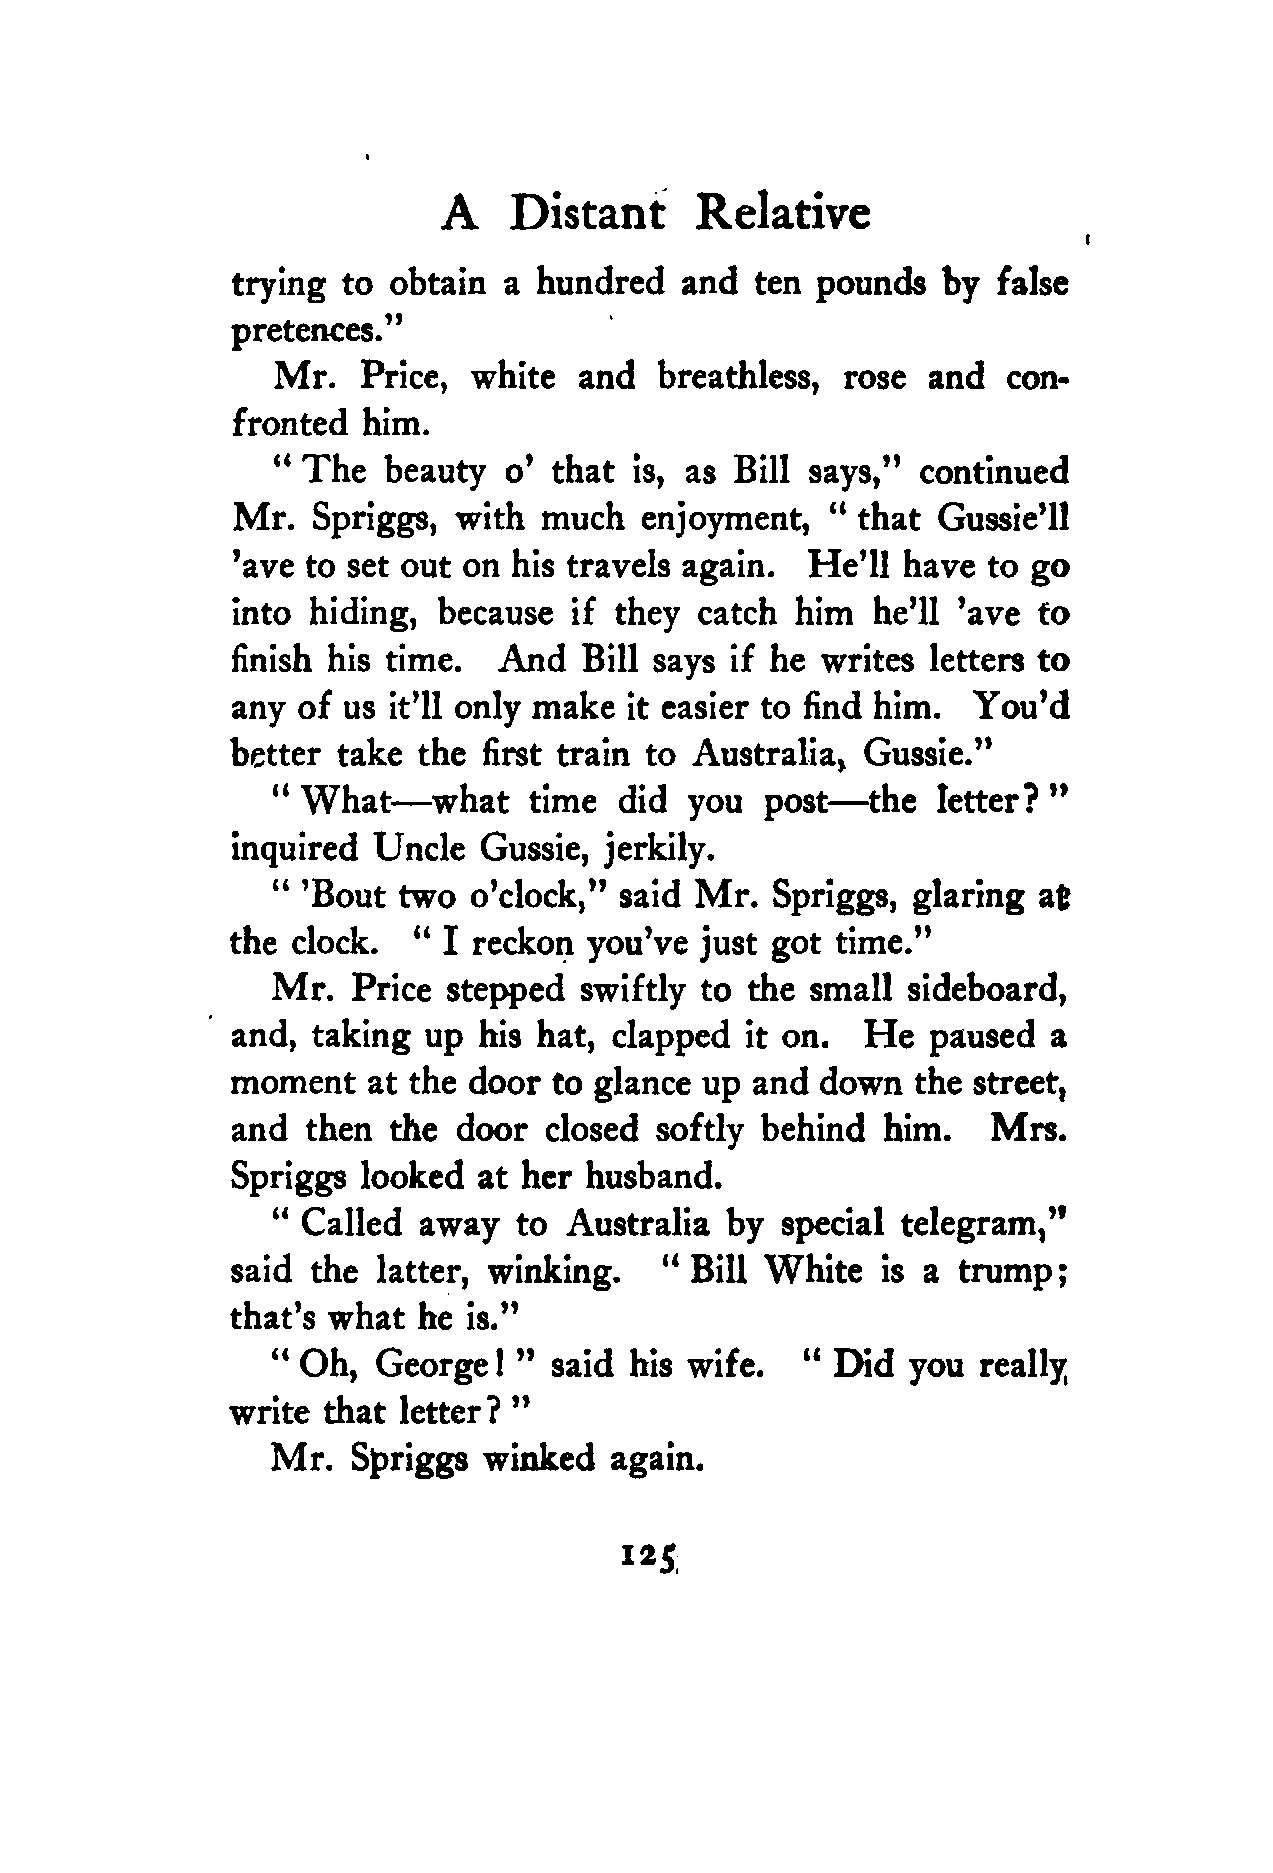 A Distant Relative
trying to obtain a hundred and ten pounds by false
pretences."
Mr. Price, white and breathless, rose and con-
fronted him.
" The beauty o' that is, as Bill says," continued
Mr. Spriggs, with much enjoyment, " that Gussie'll
'ave to set out on his travels again. He'll have to go
into hiding, because if they catch him he'll 'ave to
finish his time. And Bill says if he writes letters to
any of us it'll only make it easier to find him. You'd
better take the first train to Australia, Gussie."
" What—what time did you post—the letter? "
inquired Uncle Gussie, jerkily.
" 'Bout two o'clock," said Mr. Spriggs, glaring at
the clock. " I reckon you've just got time."
Mr. Price stepped swiftly to the small sideboard,
and, taking up his hat, clapped it on. He paused a
moment at the door to glance up and down the street,
and then the door closed softly behind him. Mrs.
Spriggs looked at her husband.
" Called away to Australia by special telegram,"
said the latter, winking. " Bill White is a trump;
that's what he is."
" Oh, George! " said his wife. " Did you really
write that letter? "
Mr. Spriggs winked again.
125